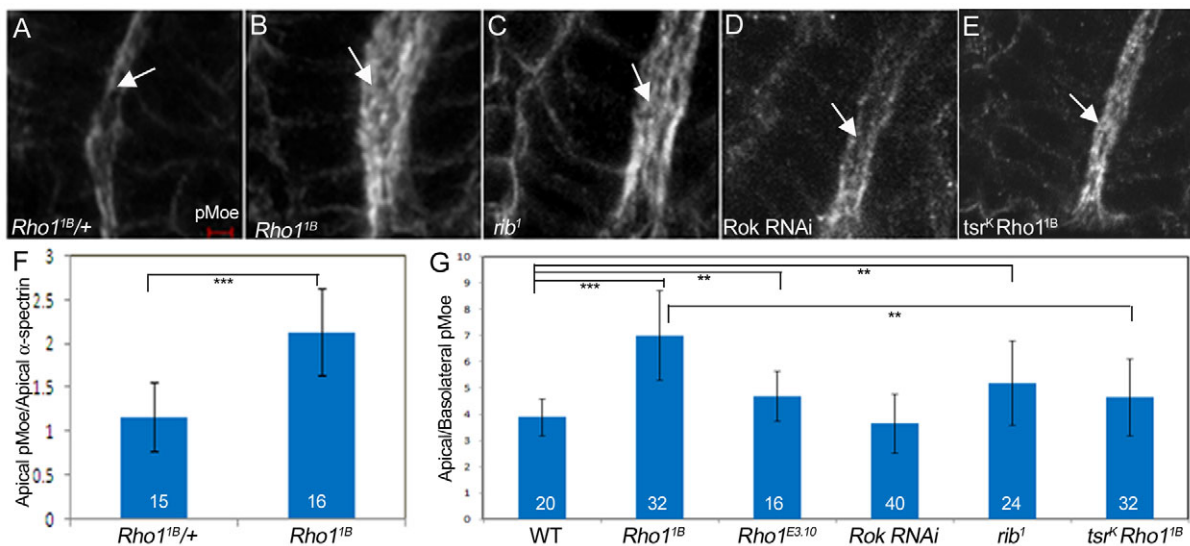 A B C D E
pMoe
Rho1^1B/+ Rho1^1B rib^1 Rok RNAi tsr^K Rho1^1B
F
Apical pMoe/Apical α-spectrin
3
2.5
2
1.5
1
0.5
0
***
15 16
Rho1^1B/+ Rho1^1B
G
Apical/Basolateral pMoe
10
9
8
7
6
5
4
3
2
1
0
**
*** **
**
20 32 16 40 24 32
WT Rho1^1B Rho1^E3.10 Rok RNAi rib^1 tsr^K Rho1^1B